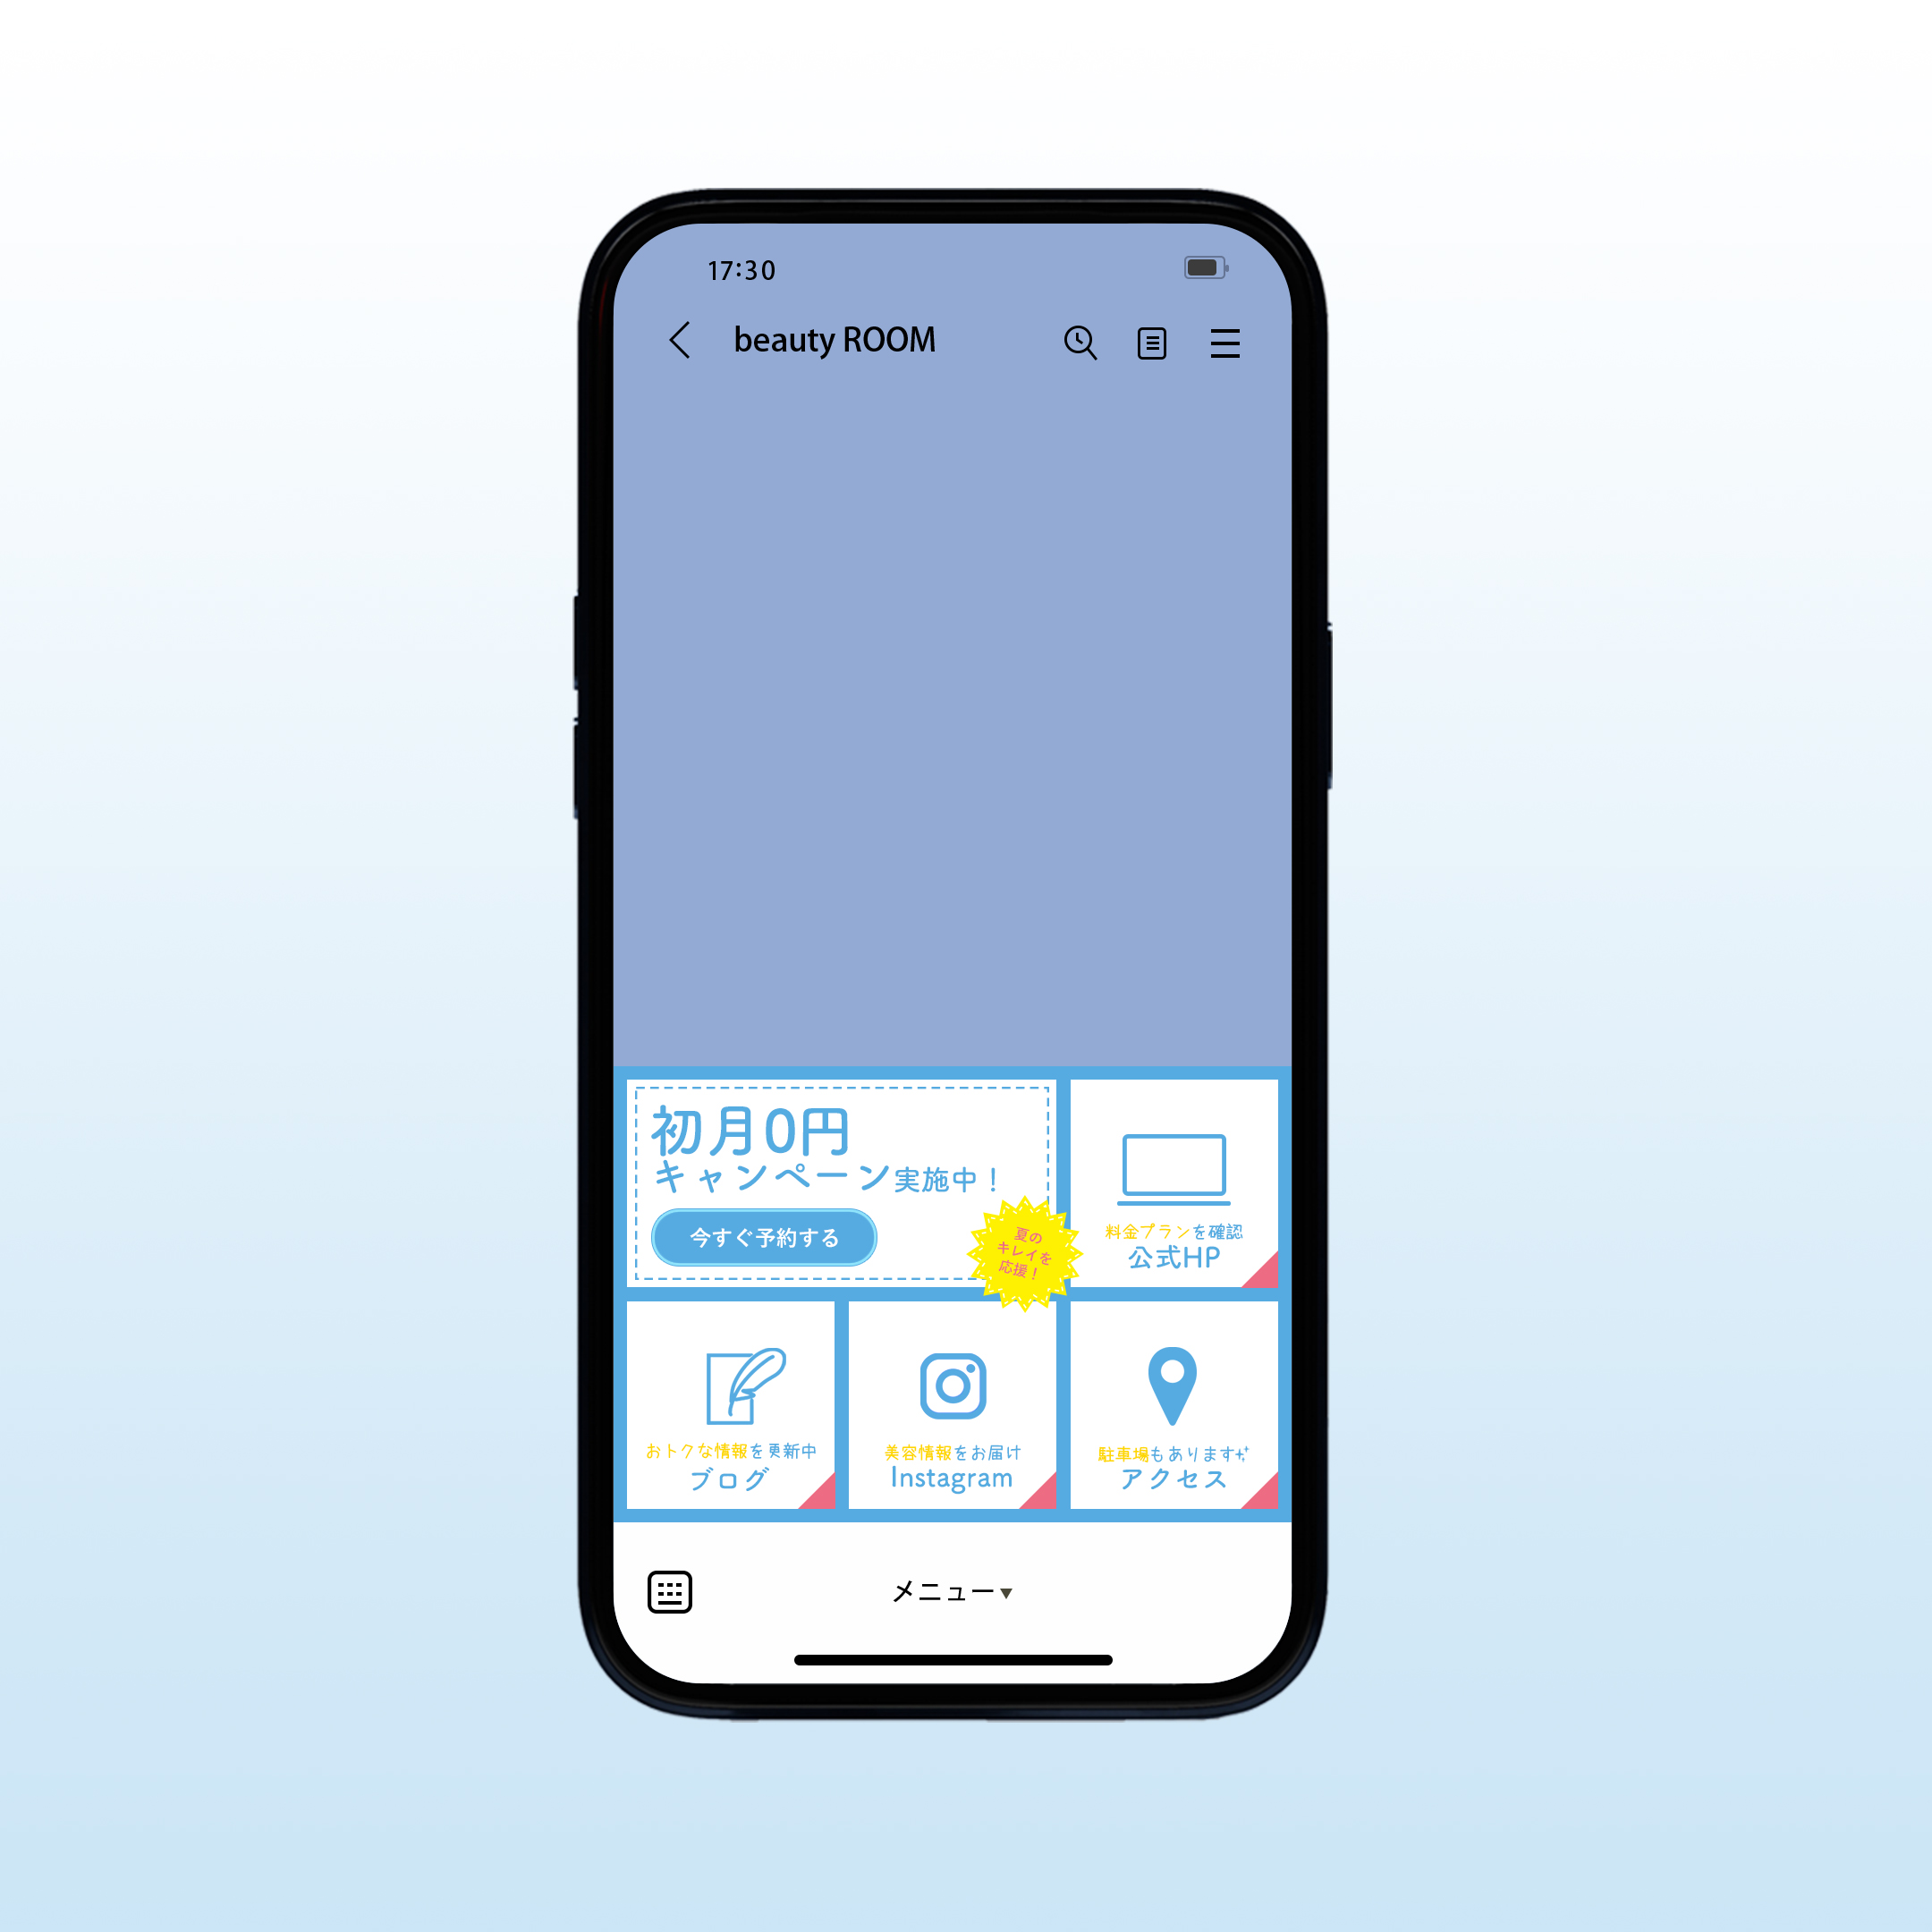 17:30
beauty ROOM
初月0円
キャンペーン実施中！
今すぐ予約する
夏の
キレイを
応援！
料金プランを確認
公式HP
おトクな情報を更新中
ブログ
美容情報をお届け
Instagram
駐車場もあります
アクセス
メニュー▾